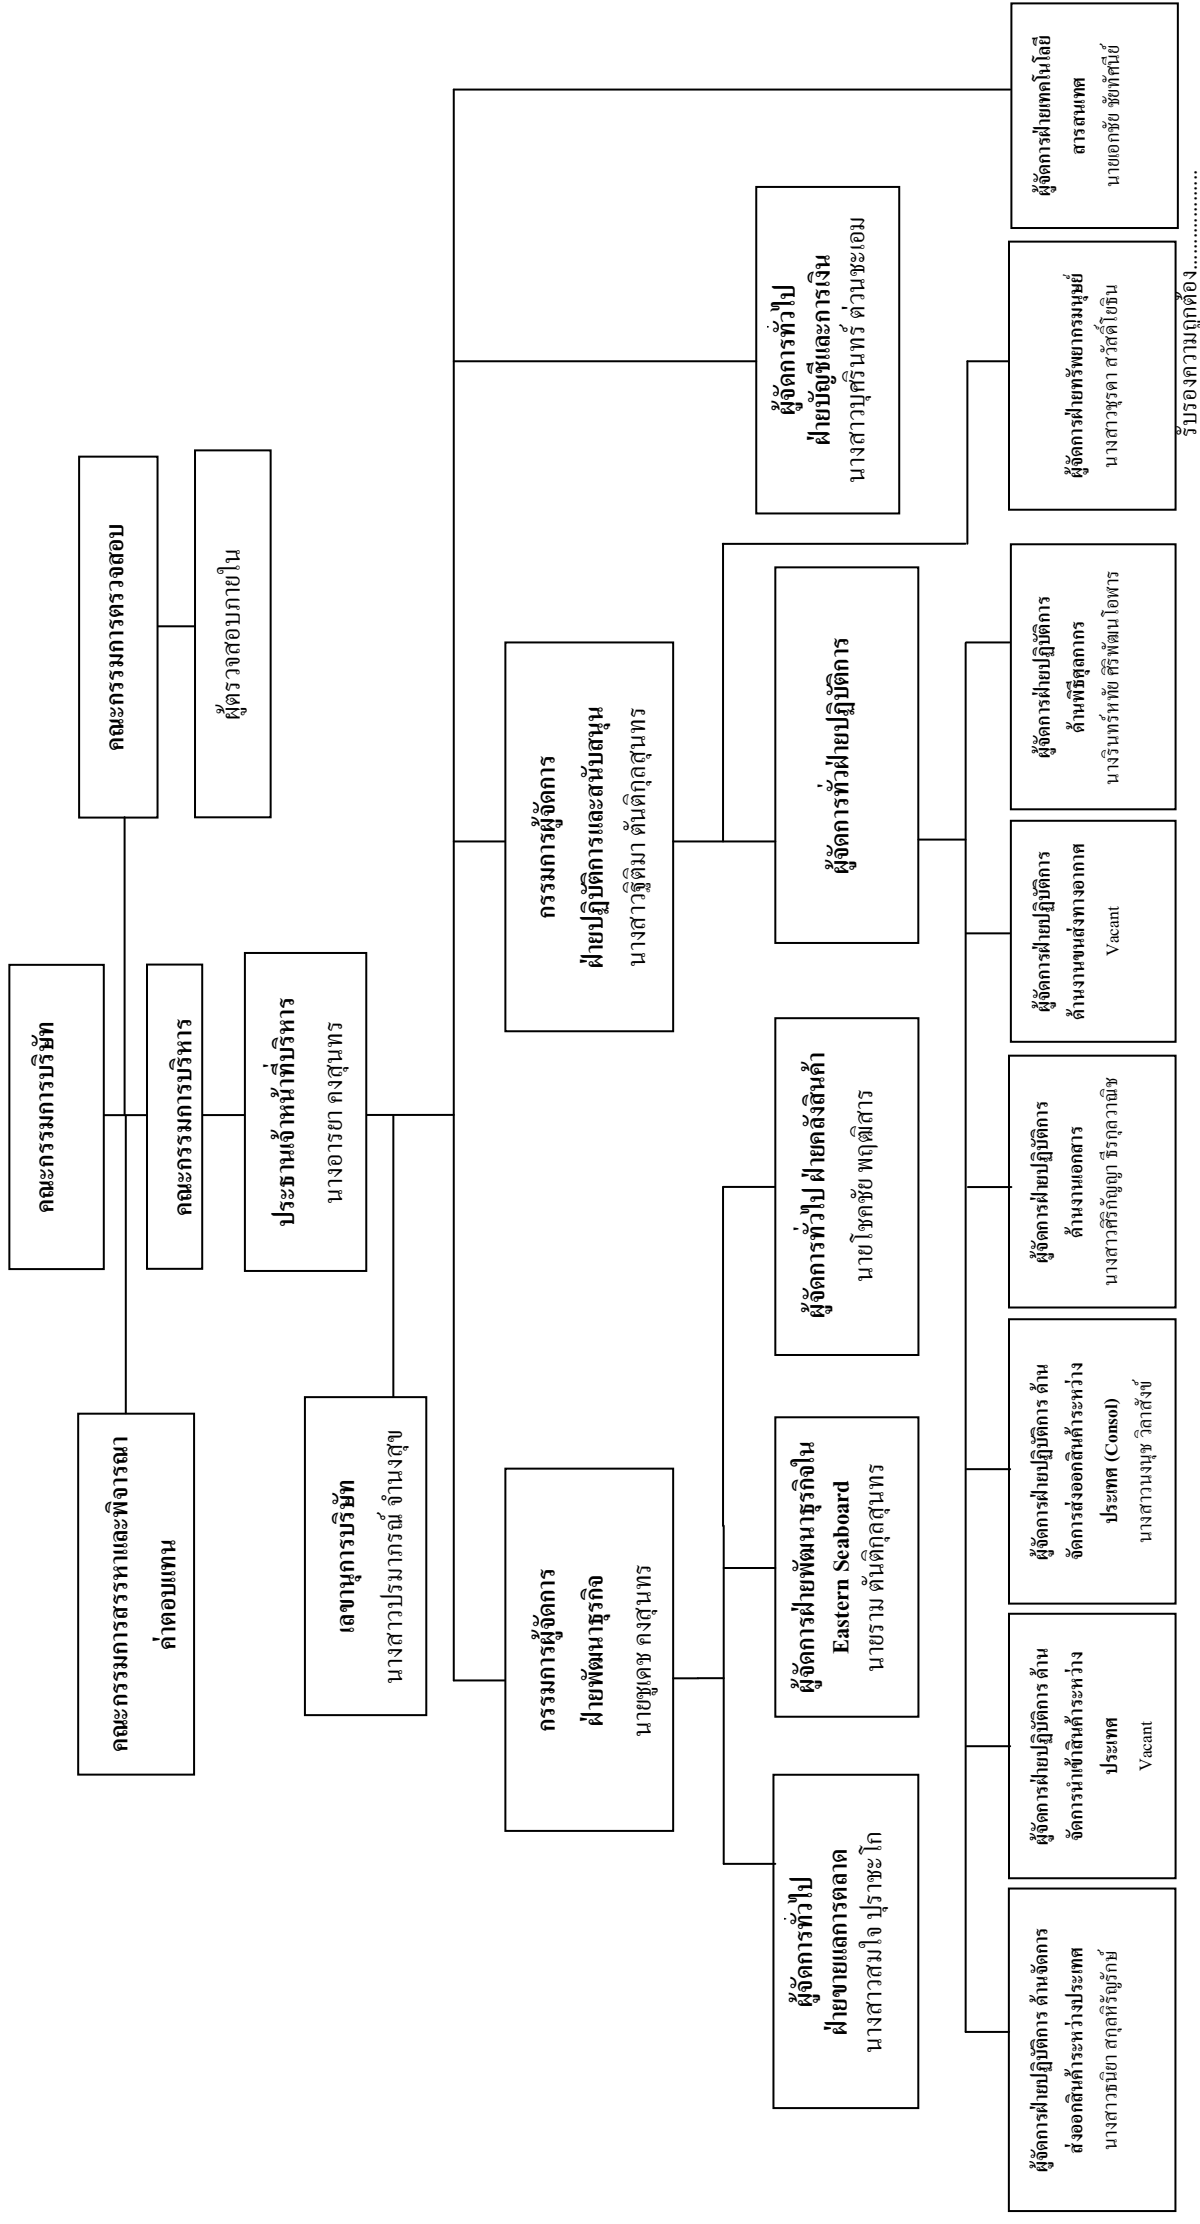 คณะกรรมการบริษัท
คณะกรรมการสรรหาและพิจารณา
ค่าตอบแทน
คณะกรรมการตรวจสอบ
คณะกรรมการบริหาร
ผู้ตรวจสอบภายใน
ประธานเจ้าหน้าที่บริหาร
นางอารยา คงสุนทร
เลขานุการบริษัท
นางสาวปรมาภรณ์ จำนงสุข
กรรมการผู้จัดการ
ฝ่ายพัฒนาธุรกิจ
นายชูเดช คงสุนทร
กรรมการผู้จัดการ
ฝ่ายปฏิบัติการและสนับสนุน
นางสาวฐิติมา ตันติกุลสุนทร
ผู้จัดการทั่วไป
ฝ่ายขายแลการตลาด
นางสาวสมใจ ปุราชะโก
ผู้จัดการฝ่ายพัฒนาธุรกิจใน
Eastern Seaboard
นายราม ตันติกุลสุนทร
ผู้จัดการทั่วไป ฝ่ายคลังสินค้า
นายโชคชัย พฤฒิสาร
ผู้จัดการทั่วฝ่ายปฏิบัติการ
ผู้จัดการทั่วไป
ฝ่ายบัญชีและการเงิน
นางสาวบุศรินทร์ ต่วนชะเอม
ผู้จัดการฝ่ายปฏิบัติการ ด้านจัดการ
ส่งออกสินค้าระหว่างประเทศ
นางสาวธนิยา สกุลหิรัญรักษ์
ผู้จัดการฝ่ายปฏิบัติการ ด้าน
จัดการนำเข้าสินค้าระหว่าง
ประเทศ
Vacant
ผู้จัดการฝ่ายปฏิบัติการ ด้าน
จัดการส่งออกสินค้าระหว่าง
ประเทศ (Consol)
นางสาวนงนุช วิลาสังข์
ผู้จัดการฝ่ายปฏิบัติการ
ด้านงานเอกสาร
นางสาวศิริกัญญา ธีรกุลวาณิช
ผู้จัดการฝ่ายปฏิบัติการ
ด้านงานขนส่งทางอากาศ
Vacant
ผู้จัดการฝ่ายปฏิบัติการ
ด้านพิธีศุลกากร
นางรินทร์หทัย ศิริพัฒนโอฬาร
ผู้จัดการฝ่ายทรัพยากรมนุษย์
นางสาวชุรดา สวัสดิ์โยธิน
ผู้จัดการฝ่ายเทคโนโลยี
สารสนเทศ
นายเอกชัย ชัยทัศนีย์
รับรองความถูกต้อง....................